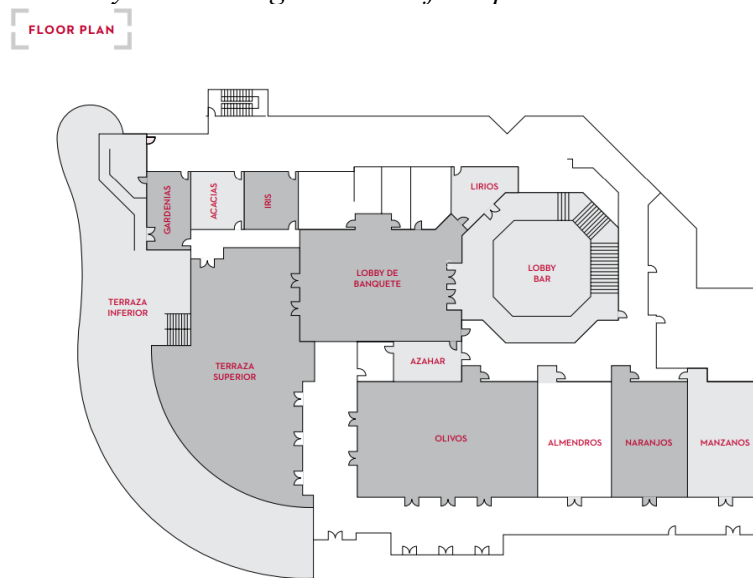 FLOOR PLAN
LIRIOS
GARDENIAS
ACACIAS
IRIS
LOBBY DE
BANQUETE
LOBBY
BAR
TERRAZA
INFERIOR
AZAHAR
TERRAZA
SUPERIOR
OLIVOS
ALMENDROS
NARANJOS
MANZANOS